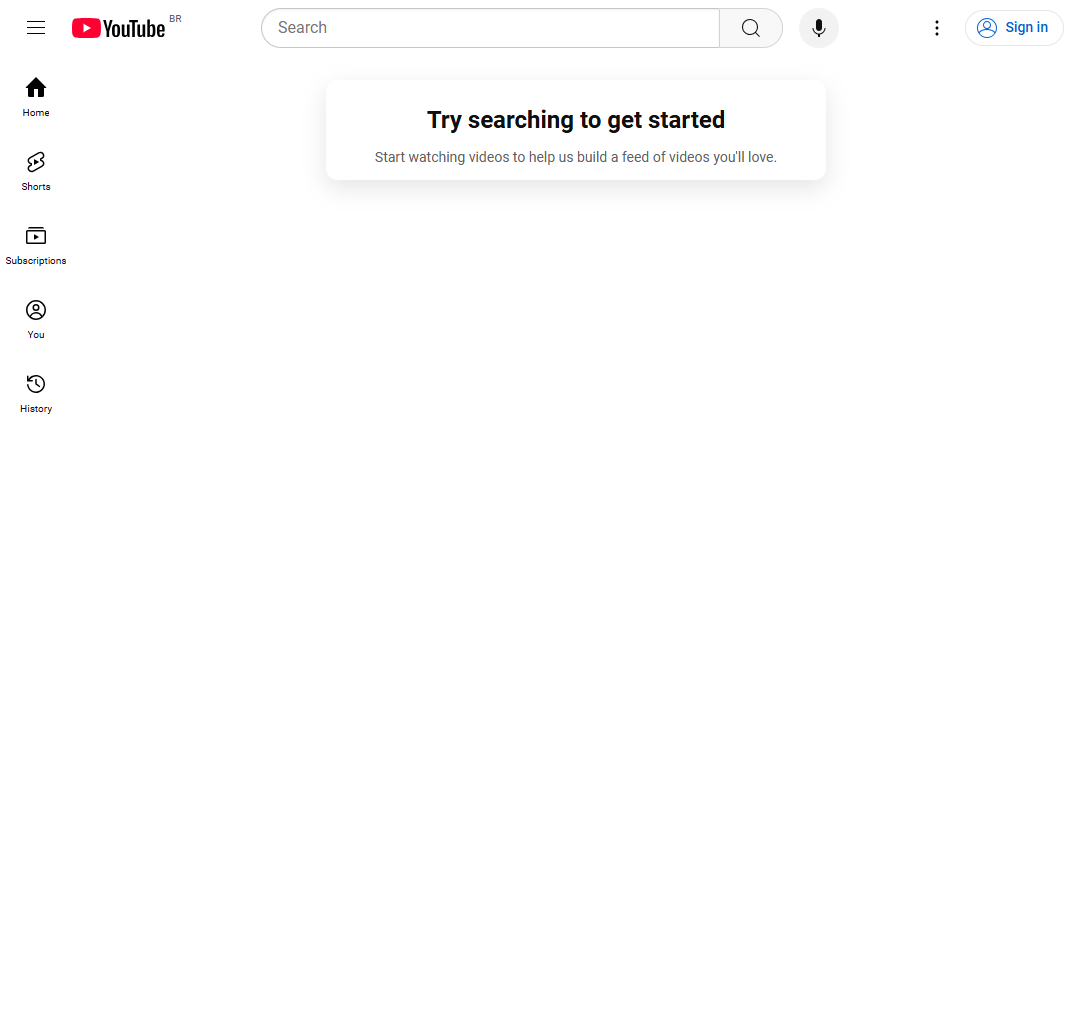 YouTube BR
Search
Sign in
Home
Shorts
Subscriptions
You
History
Try searching to get started
Start watching videos to help us build a feed of videos you'll love.